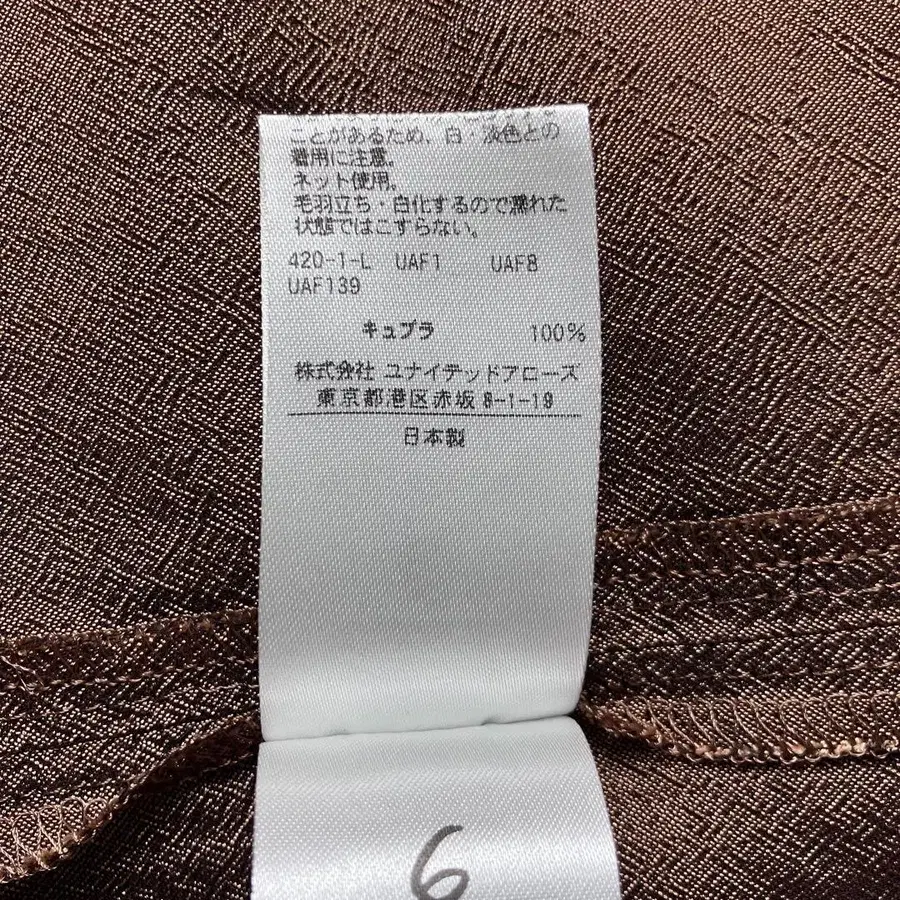 ことがあるため、白・淡色との
着用に注意。
ネット使用。
毛羽立ち・白化するので濡れた
状態ではこすらない。
420-1-L UAF1 UAF8
UAF139
キュプラ 100%
株式会社 ユナイテッドアローズ
東京都港区赤坂 8-1-19
日本製
6